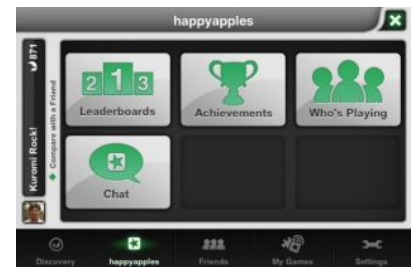 happyapples
871
Kuromi Rock!
Compare with a Friend
2 1 3
Leaderboards
Achievements
Who's Playing
Chat
Discovery
happyapples
Friends
My Games
Settings